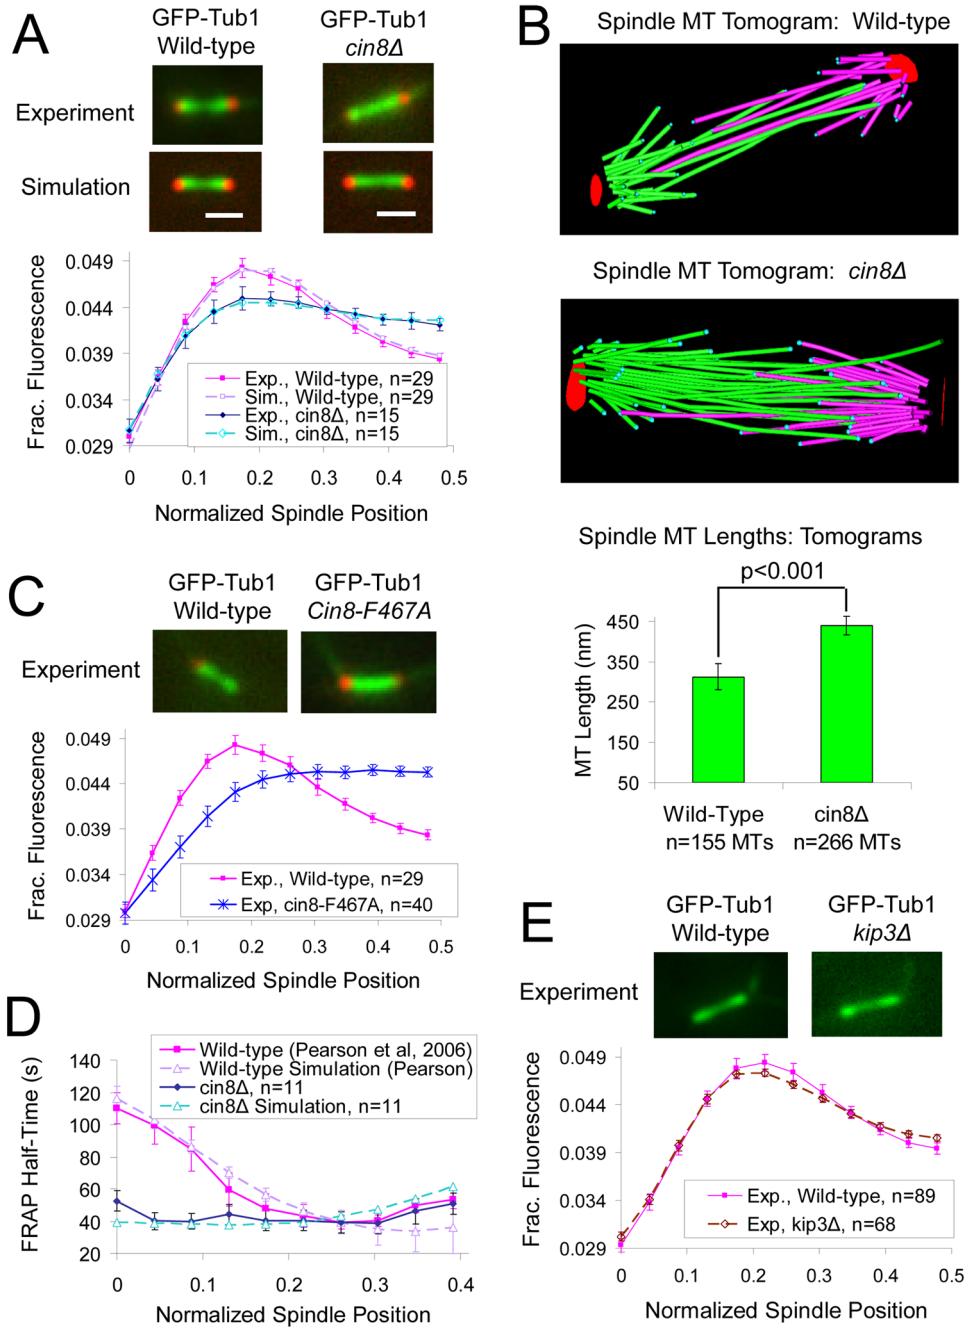 A
GFP-Tub1
Wild-type
GFP-Tub1
cin8Δ
Experiment
Simulation
Frac. Fluorescence
0.049
0.044
0.039
0.034
0.029
Exp., Wild-type, n=29
Sim., Wild-type, n=29
Exp., cin8Δ, n=15
Sim., cin8Δ, n=15
0 0.1 0.2 0.3 0.4 0.5
Normalized Spindle Position
B
Spindle MT Tomogram: Wild-type
Spindle MT Tomogram: cin8Δ
Spindle MT Lengths: Tomograms
p<0.001
MT Length (nm)
450
350
250
150
50
Wild-Type
n=155 MTs
cin8Δ
n=266 MTs
C
GFP-Tub1
Wild-type
GFP-Tub1
Cin8-F467A
Experiment
Frac. Fluorescence
0.049
0.044
0.039
0.034
0.029
Exp., Wild-type, n=29
Exp, cin8-F467A, n=40
0 0.1 0.2 0.3 0.4 0.5
Normalized Spindle Position
D
FRAP Half-Time (s)
140
120
100
80
60
40
20
Wild-type (Pearson et al, 2006)
Wild-type Simulation (Pearson)
cin8Δ, n=11
cin8Δ Simulation, n=11
0 0.1 0.2 0.3 0.4
Normalized Spindle Position
E
GFP-Tub1
Wild-type
GFP-Tub1
kip3Δ
Experiment
Frac. Fluorescence
0.049
0.044
0.039
0.034
0.029
Exp., Wild-type, n=89
Exp, kip3Δ, n=68
0 0.1 0.2 0.3 0.4 0.5
Normalized Spindle Position